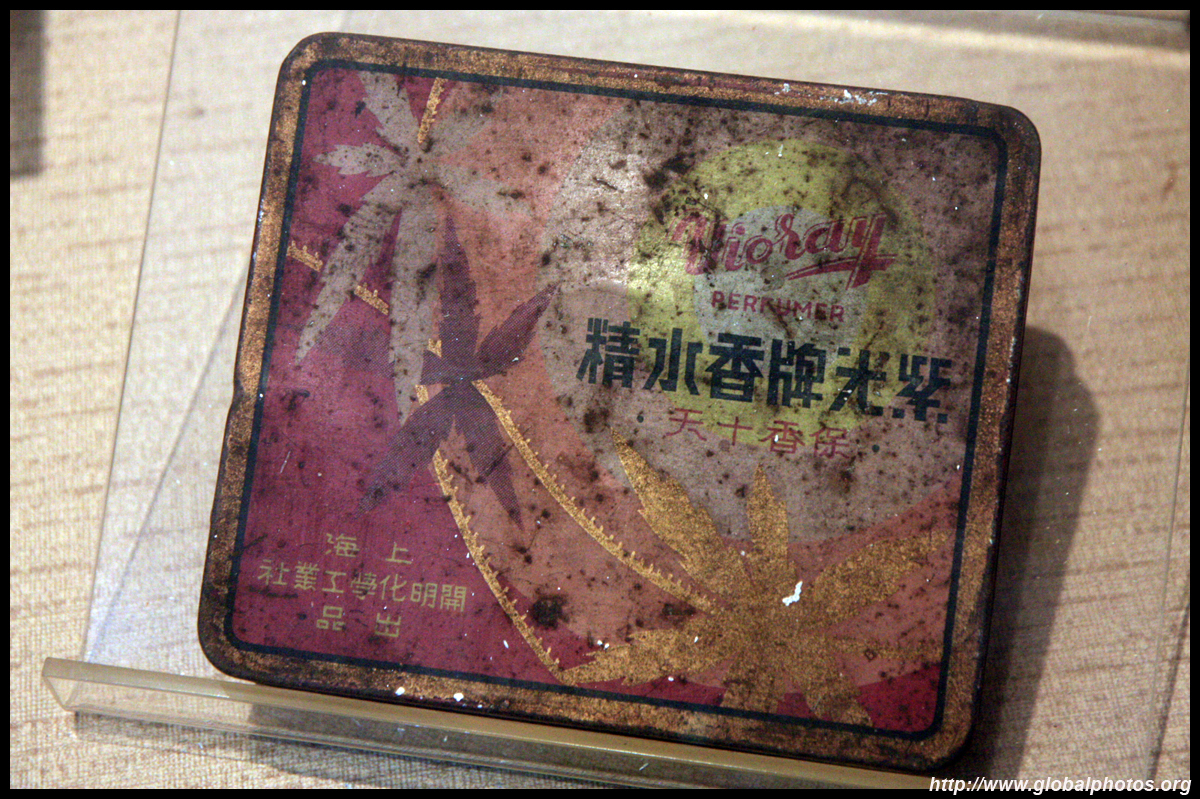 Vioray
PERFUMER
紫光牌香水精
·保香十天·
上海
開明化學工業社
出品
http://www.globalphotos.org